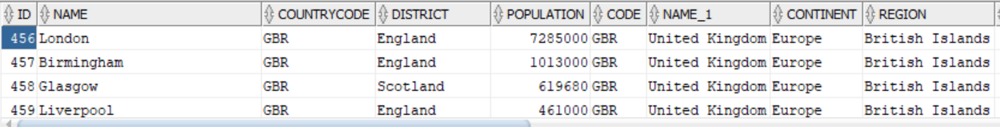 ID NAME COUNTRYCODE DISTRICT POPULATION CODE NAME_1 CONTINENT REGION
456 London GBR England 7285000 GBR United Kingdom Europe British Islands
457 Birmingham GBR England 1013000 GBR United Kingdom Europe British Islands
458 Glasgow GBR Scotland 619680 GBR United Kingdom Europe British Islands
459 Liverpool GBR England 461000 GBR United Kingdom Europe British Islands